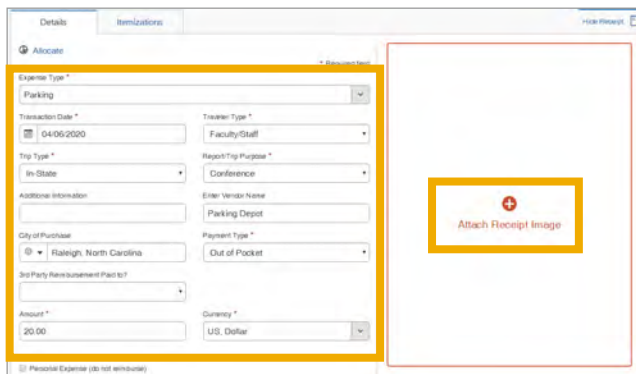 Details Itemizations Hide Receipt
Allocate
* Required field
Expense Type *
Parking
Transaction Date * Traveler Type *
04/06/2020 Faculty/Staff
Trip Type * Report/Trip Purpose *
In-State Conference
Additional Information Enter Vendor Name
Parking Depot
City of Purchase Payment Type *
Raleigh, North Carolina Out of Pocket
3rd Party Reimbursement Paid to?
Amount * Currency *
20.00 US, Dollar
Personal Expense (do not reimburse)
Attach Receipt Image